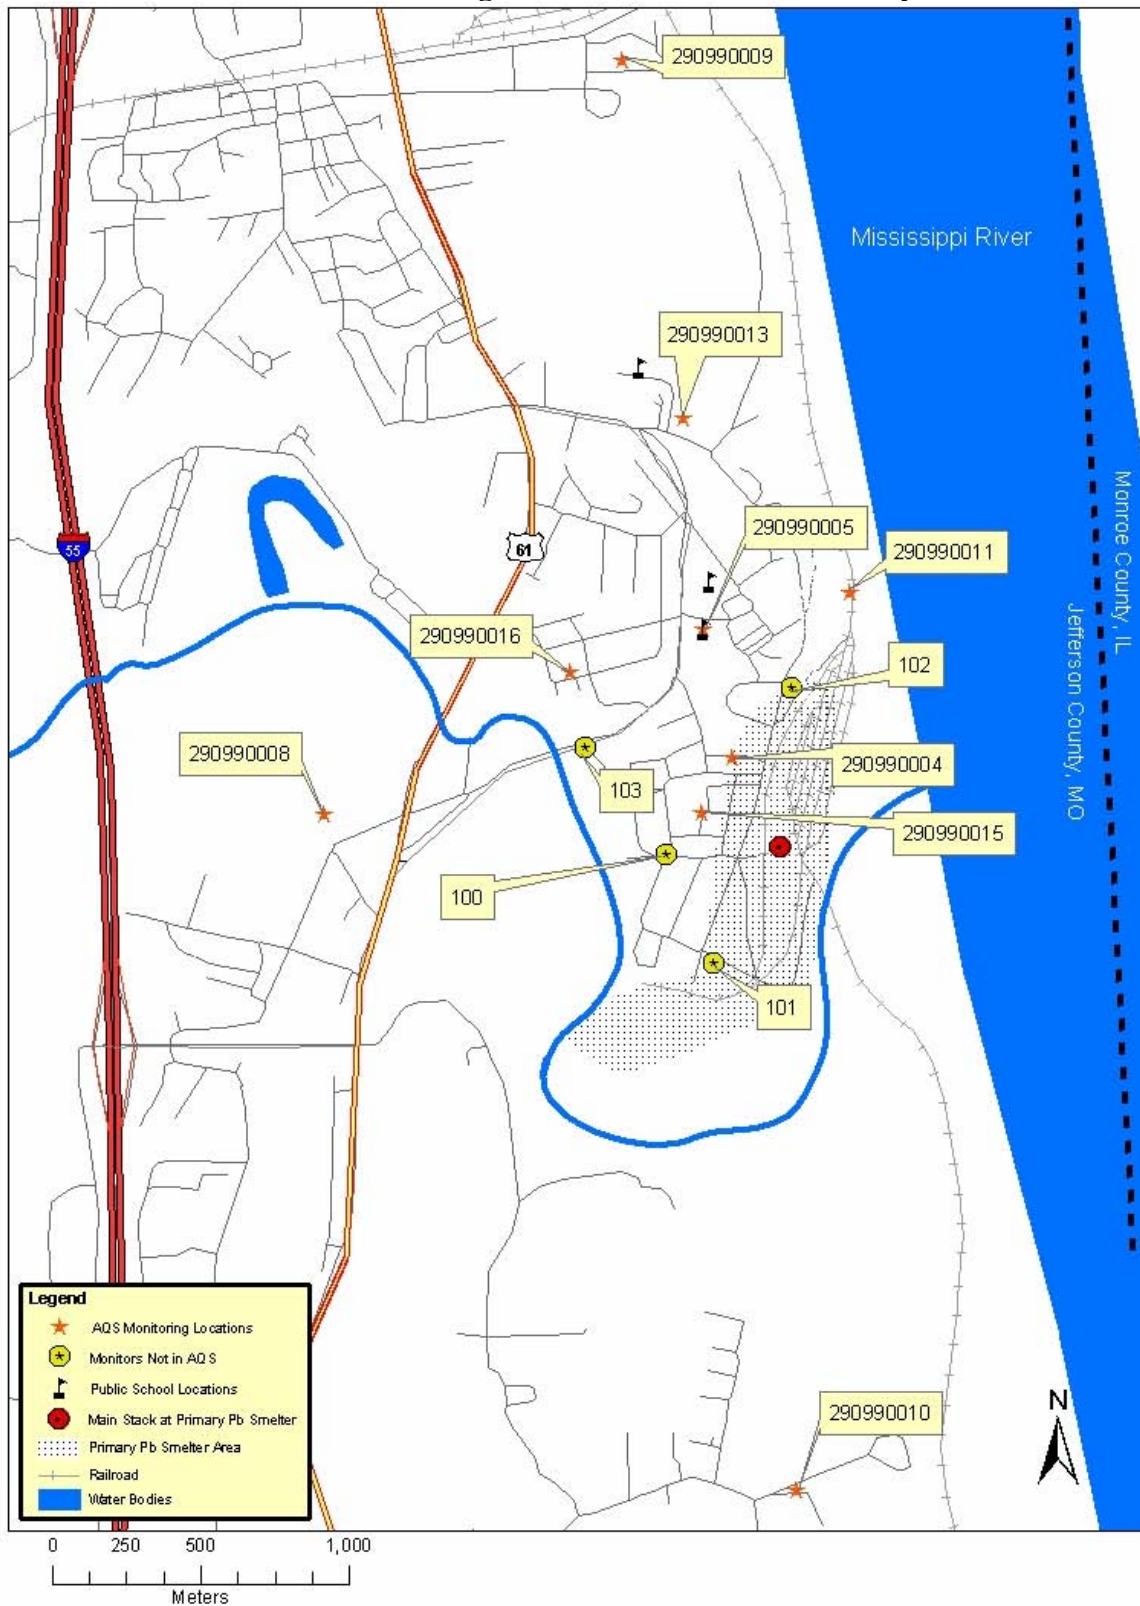 290990009
Mississippi River
290990013
290990005
290990011
55
61
Monroe County, IL
Jefferson County, MO
290990016
102
290990008
290990004
103
290990015
100
101
Legend
AQS Monitoring Locations
Monitors Not in AQS
Public School Locations
Main Stack at Primary Pb Smelter
Primary Pb Smelter Area
Railroad
Water Bodies
290990010
N
0 250 500 1,000
Meters